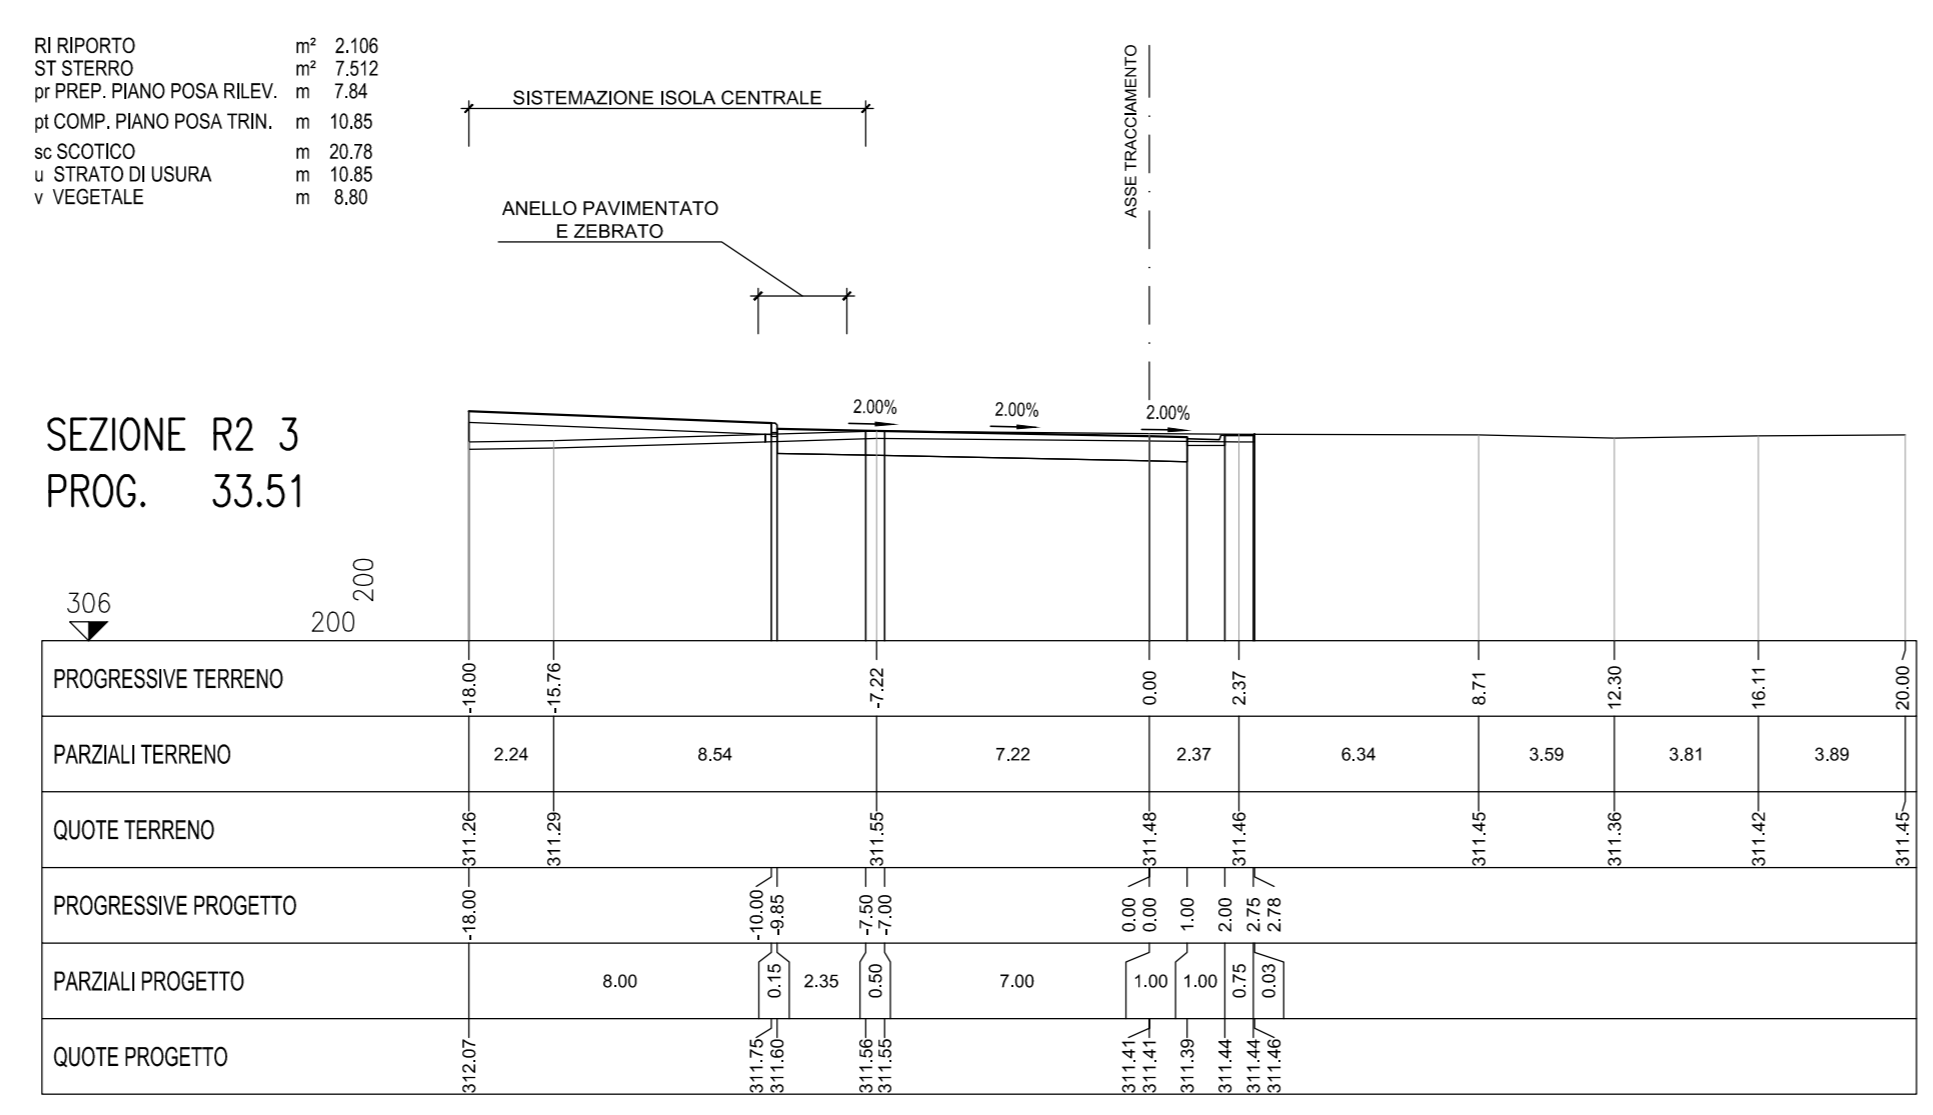 RI RIPORTO m² 2.106
ST STERRO m² 7.512
pr PREP. PIANO POSA RILEV. m 7.84
pt COMP. PIANO POSA TRIN. m 10.85
sc SCOTICO m 20.78
u STRATO DI USURA m 10.85
v VEGETALE m 8.80
SISTEMAZIONE ISOLA CENTRALE
ANELLO PAVIMENTATO
E ZEBRATO
ASSE TRACCIAMENTO
2.00% 2.00% 2.00%
SEZIONE R2 3
PROG. 33.51
306
200
200
PROGRESSIVE TERRENO -18.00 -15.76 -7.22 0.00 2.37 8.71 12.30 16.11 20.00
PARZIALI TERRENO 2.24 8.54 7.22 2.37 6.34 3.59 3.81 3.89
QUOTE TERRENO 311.26 311.29 311.55 311.48 311.46 311.45 311.36 311.42 311.45
PROGRESSIVE PROGETTO -18.00 -10.00 -9.85 -7.50 -7.00 0.00 0.00 1.00 2.00 2.75 2.78
PARZIALI PROGETTO 8.00 0.15 2.35 0.50 7.00 1.00 1.00 0.75 0.03
QUOTE PROGETTO 312.07 311.75 311.60 311.56 311.55 311.41 311.41 311.39 311.44 311.44 311.46